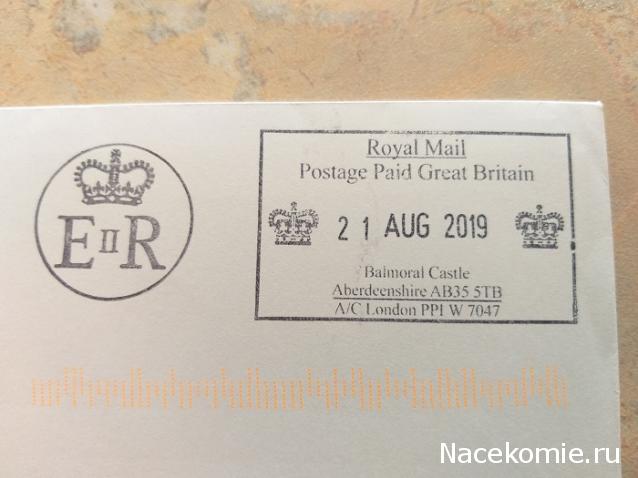 E II R
Royal Mail
Postage Paid Great Britain
21 AUG 2019
Balmoral Castle
Aberdeenshire AB35 5TB
A/C London PPI W 7047
Nacekomie.ru